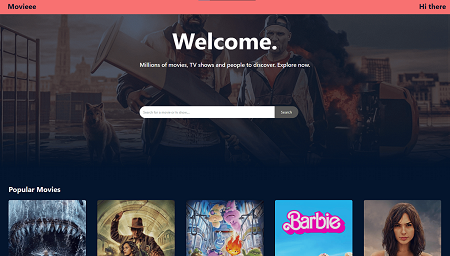 Movieee
Hi there
Welcome.
Millions of movies, TV shows and people to discover. Explore now.
Search for a movie or tv show...
Search
Popular Movies
Barbie